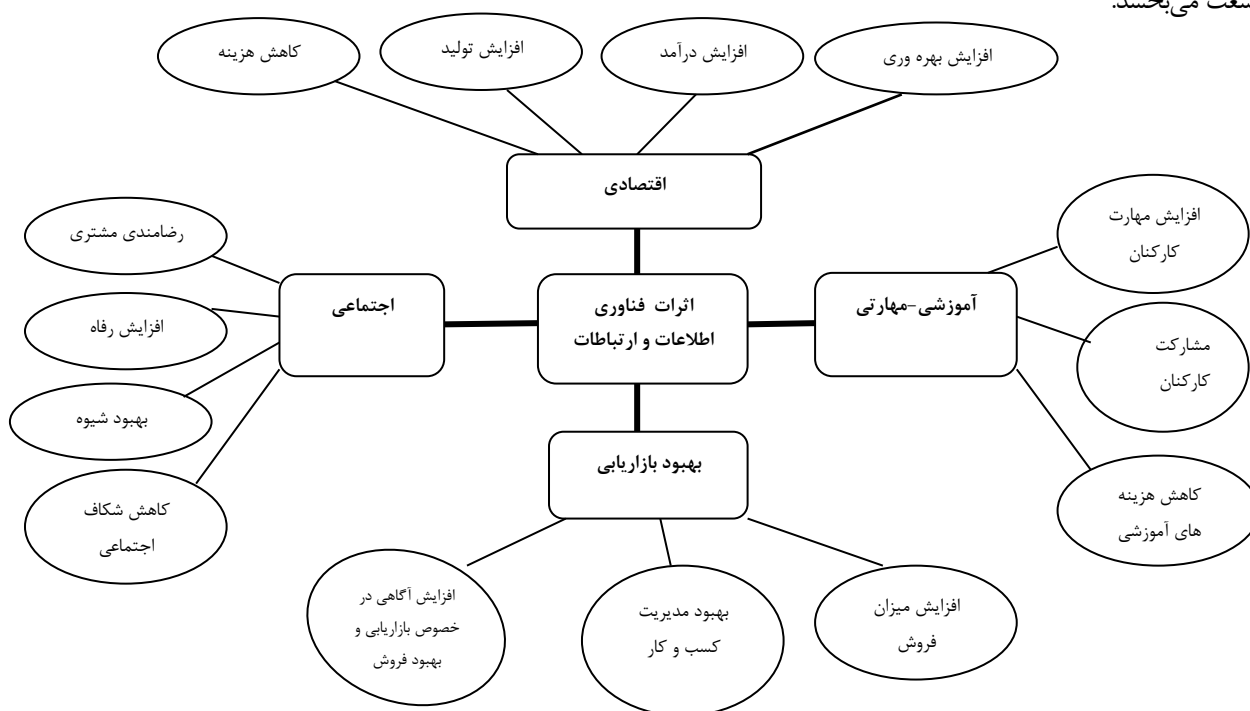 می‌بخشد.
افزایش بهره وری
افزایش درآمد
افزایش تولید
کاهش هزینه
اقتصادی
افزایش مهارت
کارکنان
مشارکت
کارکنان
کاهش هزینه
های آموزشی
آموزشی-مهارتی
اثرات فناوری
اطلاعات و ارتباطات
اجتماعی
رضامندی مشتری
افزایش رفاه
بهبود شیوه
کاهش شکاف
اجتماعی
بهبود بازاریابی
افزایش میزان
فروش
بهبود مدیریت
کسب و کار
افزایش آگاهی در
خصوص بازاریابی و
بهبود فروش